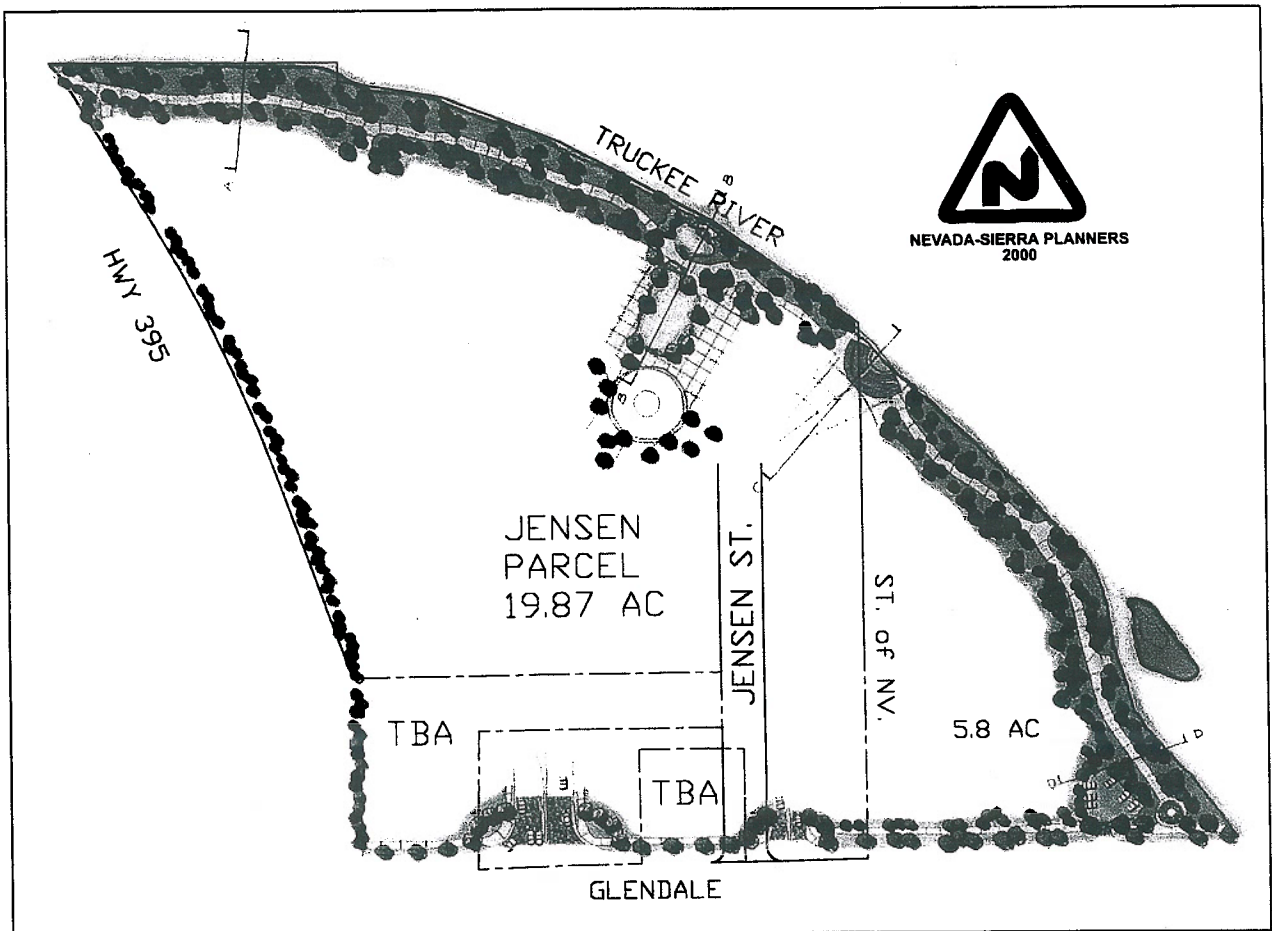 A
TRUCKEE RIVER
B
NEVADA-SIERRA PLANNERS
2000
HWY 395
B
C
JENSEN
PARCEL
19.87 AC
JENSEN ST.
ST. of NV.
TBA
5.8 AC
D
D1
TBA
GLENDALE